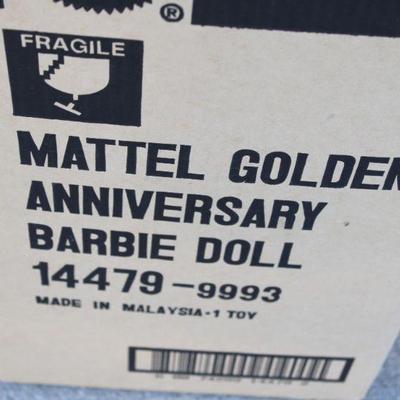 ®
FRAGILE
MATTEL GOLDEN
ANNIVERSARY
BARBIE DOLL
14479-9993
MADE IN MALAYSIA-1 TOY